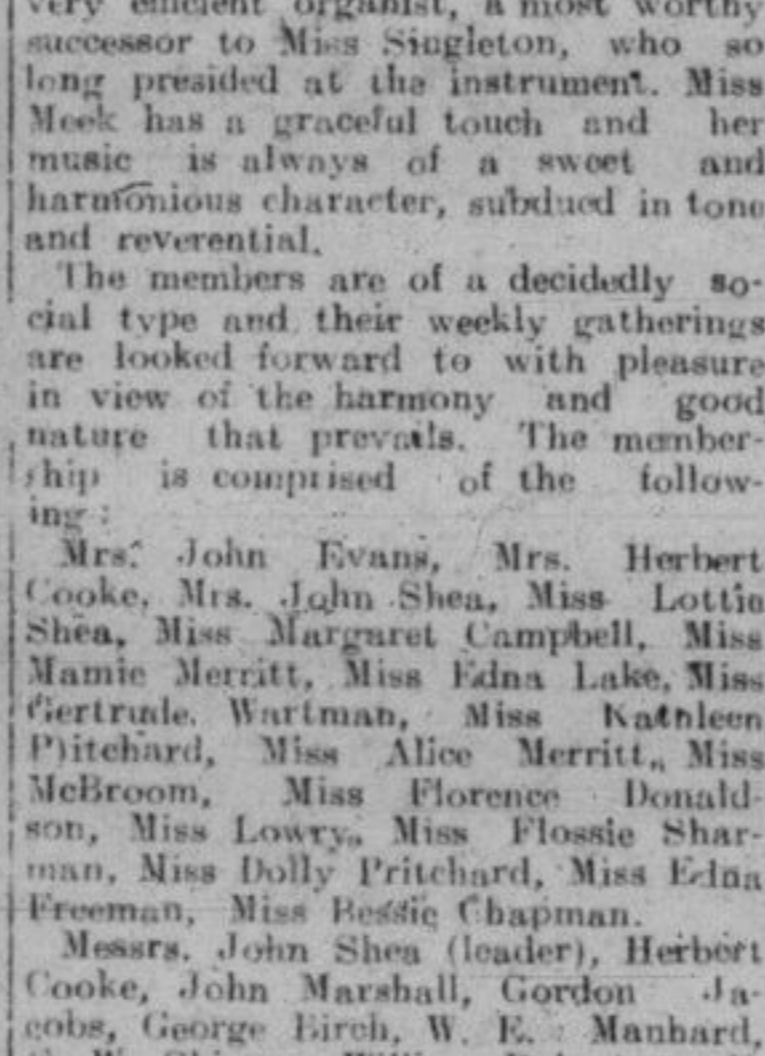 very efficient organist, a most worthy
successor to Miss Singleton, who so
long presided at the instrument. Miss
Meek has a graceful touch and her
music is always of a sweet and
harmonious character, subdued in tone
and reverential.
The members are of a decidedly so-
cial type and their weekly gatherings
are looked forward to with pleasure
in view of the harmony and good
nature that prevails. The member-
ship is comprised of the follow-
ing:
Mrs. John Evans, Mrs. Herbert
Cooke, Mrs. John Shea, Miss Lottie
Shea, Miss Margaret Campbell, Miss
Mamie Merritt, Miss Edna Lake, Miss
Gertrude. Wartman, Miss Kathleen
Pritchard, Miss Alice Merritt,, Miss
McBroom, Miss Florence Donald-
son, Miss Lowry,, Miss Flossie Shar-
man, Miss Dolly Pritchard, Miss Edna
Freeman, Miss Bessie Chapman.
Messrs. John Shea (leader), Herbert
Cooke, John Marshall, Gordon Ja-
cobs, George Birch, W. E. Manhard,